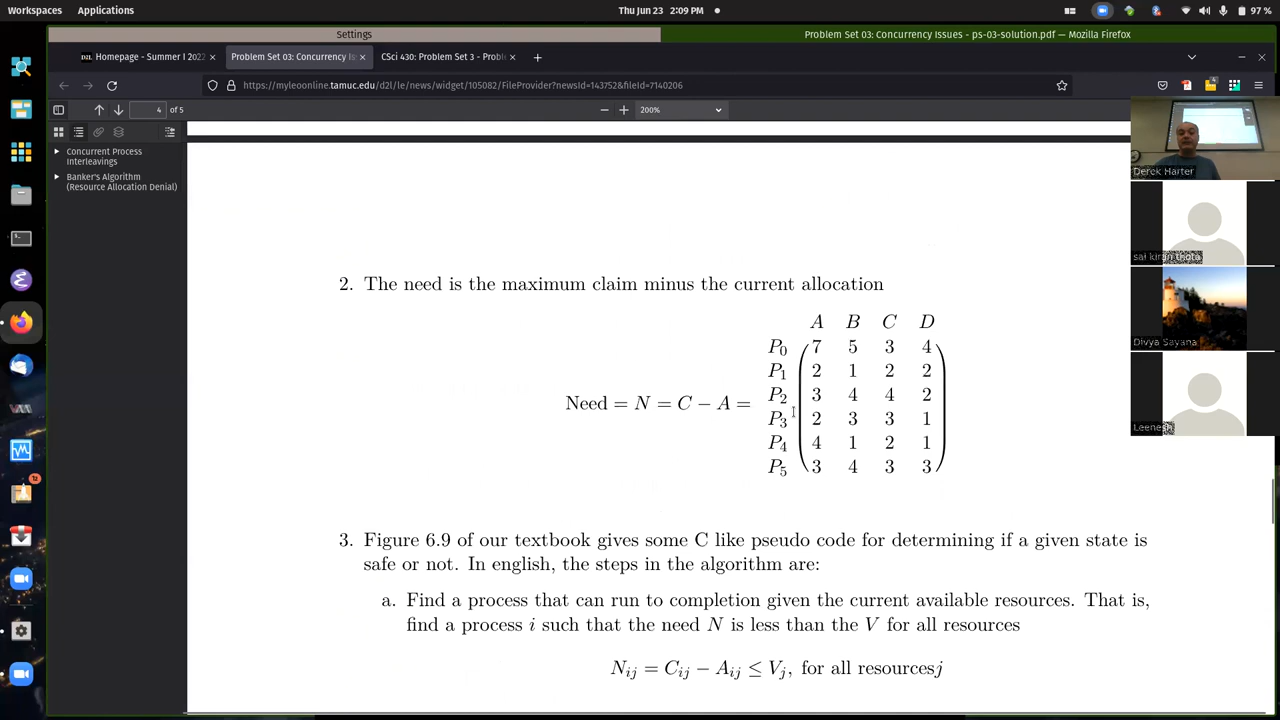 Workspaces Applications Thu Jun 23 2:09 PM 97 %
Settings Problem Set 03: Concurrency Issues - ps-03-solution.pdf — Mozilla Firefox
D2L Homepage - Summer I 2022 Problem Set 03: Concurrency Is CSci 430: Problem Set 3 - Proble
https://myleoonline.tamuc.edu/d2l/le/news/widget/105082/FileProvider?newsId=143752&fileId=7140206
4 of 5 200%
Concurrent Process
Interleavings
Banker's Algorithm
(Resource Allocation Denial)
Derek Harter
sai kiran thota
Divya Sayana
Leenesh
12
2. The need is the maximum claim minus the current allocation
A B C D
P0 7 5 3 4
P1 2 1 2 2
P2 3 4 4 2
Need = N = C − A =
P3 2 3 3 1
P4 4 1 2 1
P5 3 4 3 3
3. Figure 6.9 of our textbook gives some C like pseudo code for determining if a given state is
safe or not. In english, the steps in the algorithm are:
a. Find a process that can run to completion given the current available resources. That is,
find a process i such that the need N is less than the V for all resources
Nij = Cij − Aij ≤ Vj, for all resourcesj